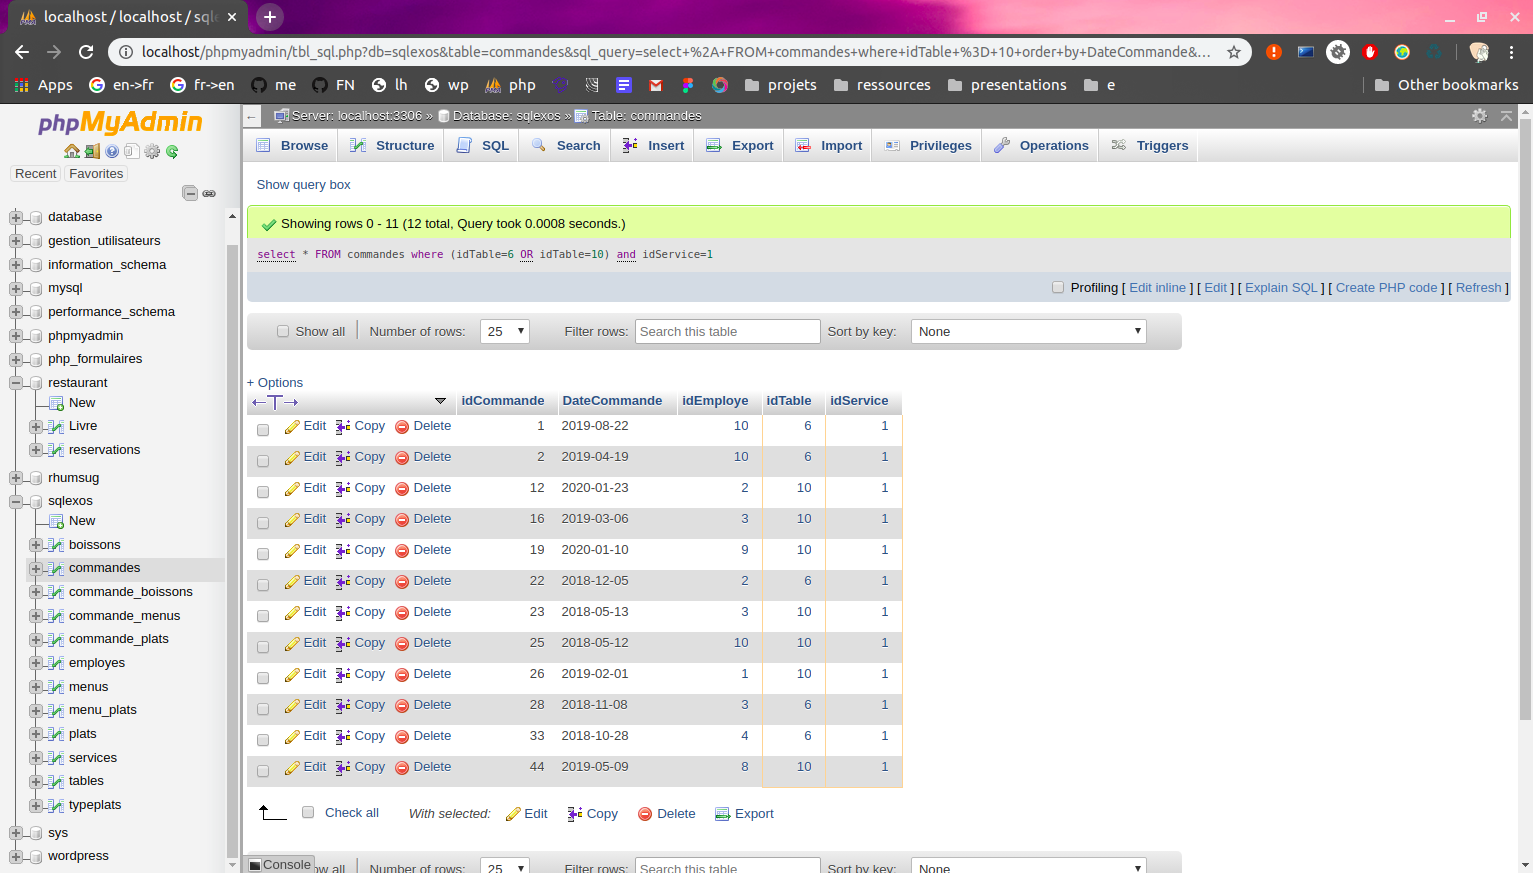 localhost / localhost / sql
localhost/phpmyadmin/tbl_sql.php?db=sqlexos&table=commandes&sql_query=select+%2A+FROM+commandes+where+idTable+%3D+10+order+by+DateCommande&...
Apps en->fr fr->en me FN lh wp php projets ressources presentations e Other bookmarks
phpMyAdmin
Recent Favorites
database
gestion_utilisateurs
information_schema
mysql
performance_schema
phpmyadmin
php_formulaires
restaurant
New
Livre
reservations
rhumsug
sqlexos
New
boissons
commandes
commande_boissons
commande_menus
commande_plats
employes
menus
menu_plats
plats
services
tables
typeplats
sys
wordpress
Server: localhost:3306 » Database: sqlexos » Table: commandes
Browse Structure SQL Search Insert Export Import Privileges Operations Triggers
Show query box
Showing rows 0 - 11 (12 total, Query took 0.0008 seconds.)
select * FROM commandes where (idTable=6 OR idTable=10) and idService=1
Profiling [ Edit inline ] [ Edit ] [ Explain SQL ] [ Create PHP code ] [ Refresh ]
Show all Number of rows: 25 Filter rows: Search this table Sort by key: None
+ Options
idCommande DateCommande idEmploye idTable idService
Edit Copy Delete 1 2019-08-22 10 6 1
Edit Copy Delete 2 2019-04-19 10 6 1
Edit Copy Delete 12 2020-01-23 2 10 1
Edit Copy Delete 16 2019-03-06 3 10 1
Edit Copy Delete 19 2020-01-10 9 10 1
Edit Copy Delete 22 2018-12-05 2 6 1
Edit Copy Delete 23 2018-05-13 3 10 1
Edit Copy Delete 25 2018-05-12 10 10 1
Edit Copy Delete 26 2019-02-01 1 10 1
Edit Copy Delete 28 2018-11-08 3 6 1
Edit Copy Delete 33 2018-10-28 4 6 1
Edit Copy Delete 44 2019-05-09 8 10 1
Check all With selected: Edit Copy Delete Export
Console
ow all Number of rows: 25 Filter rows: Search this table Sort by key: None